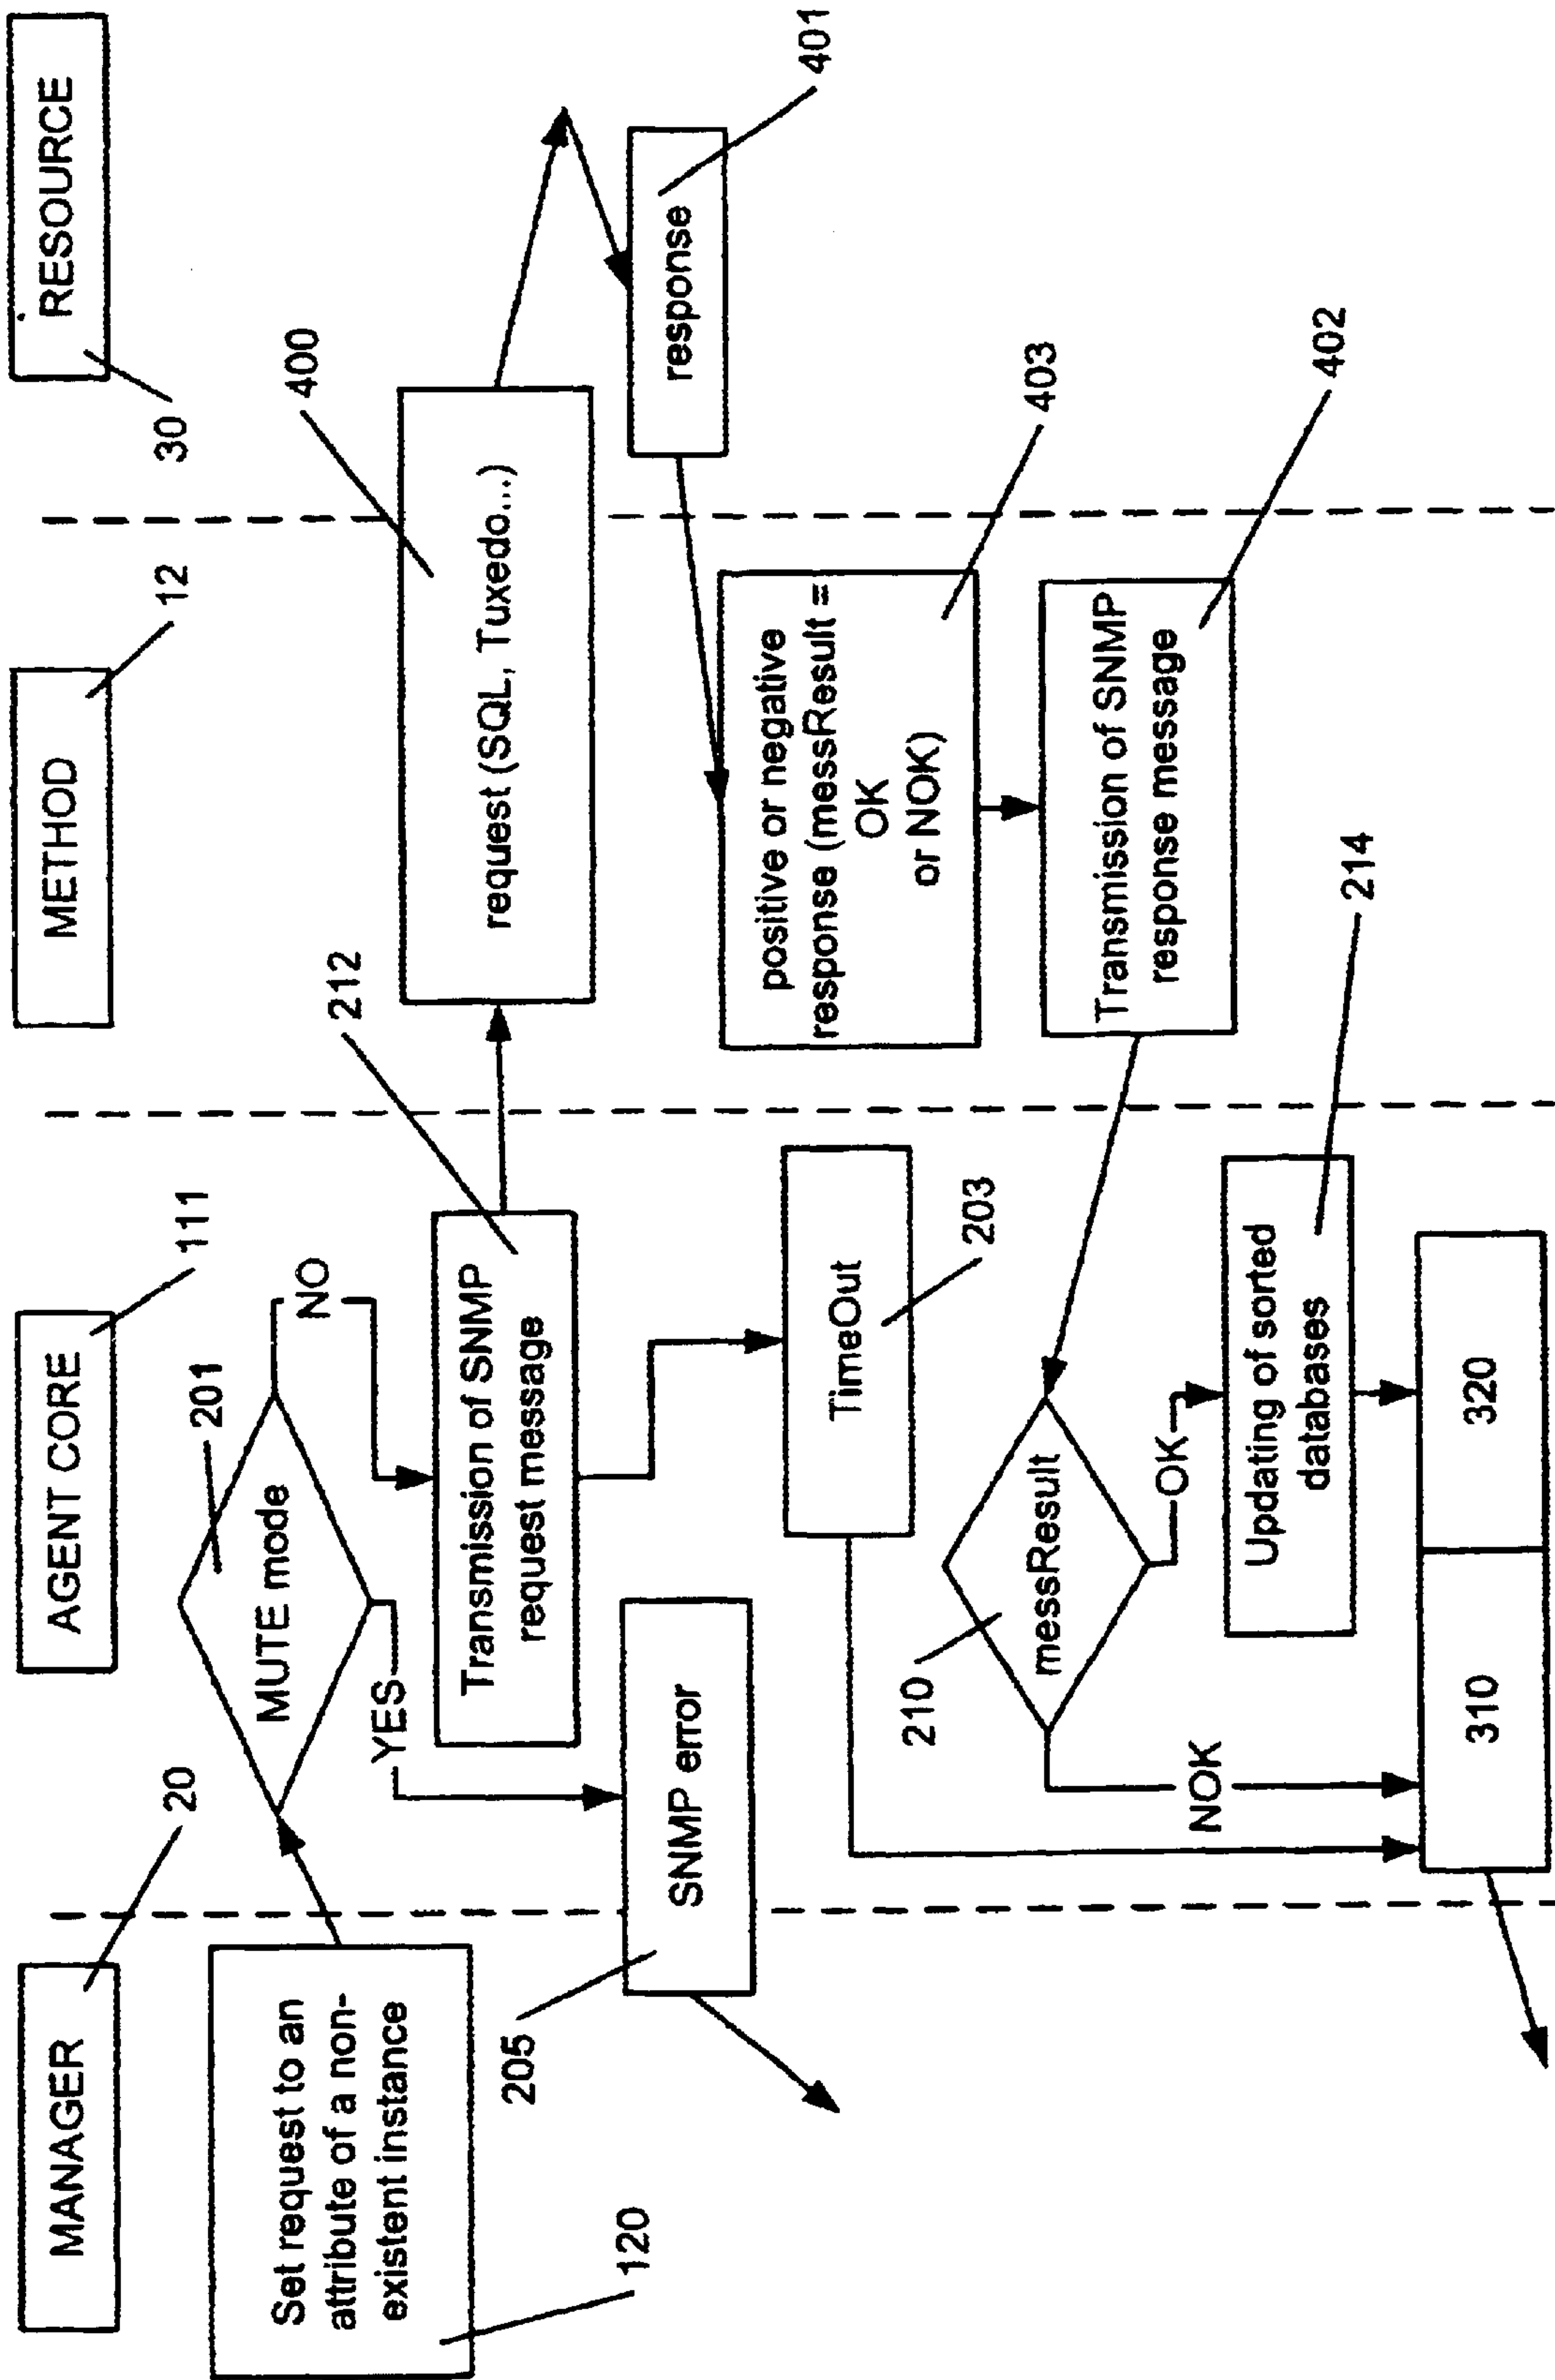 MANAGER
20
AGENT CORE
111
METHOD
12
RESOURCE
30
Set request to an
attribute of a non-
existent instance
120
MUTE mode
201
NO
YES
Transmission of SNMP
request message
212
request (SQL, Tuxedo...)
400
response
401
SNMP error
205
TimeOut
203
positive or negative
response (messResult =
OK
or NOK)
403
Transmission of SNMP
response message
402
messResult
210
OK
NOK
Updating of sorted
databases
214
310
320